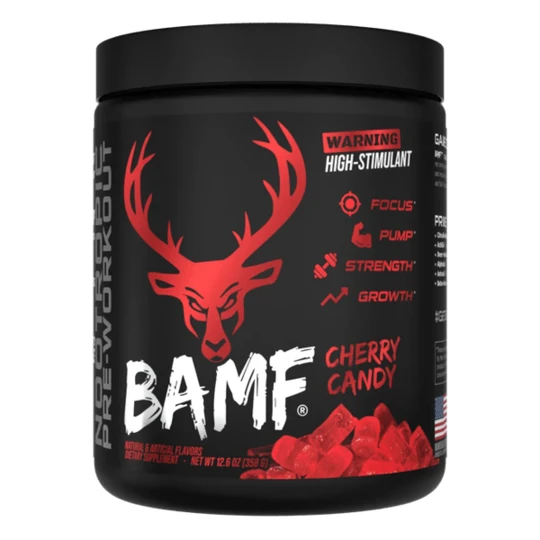 NOOTROPIC
PRE-WORKOUT
WARNING
HIGH-STIMULANT
FOCUS*
PUMP*
STRENGTH*
GROWTH*
BAMF®
CHERRY
CANDY
NATURAL & ARTIFICIAL FLAVORS
DIETARY SUPPLEMENT - NET WT 12.6 OZ (358 G)